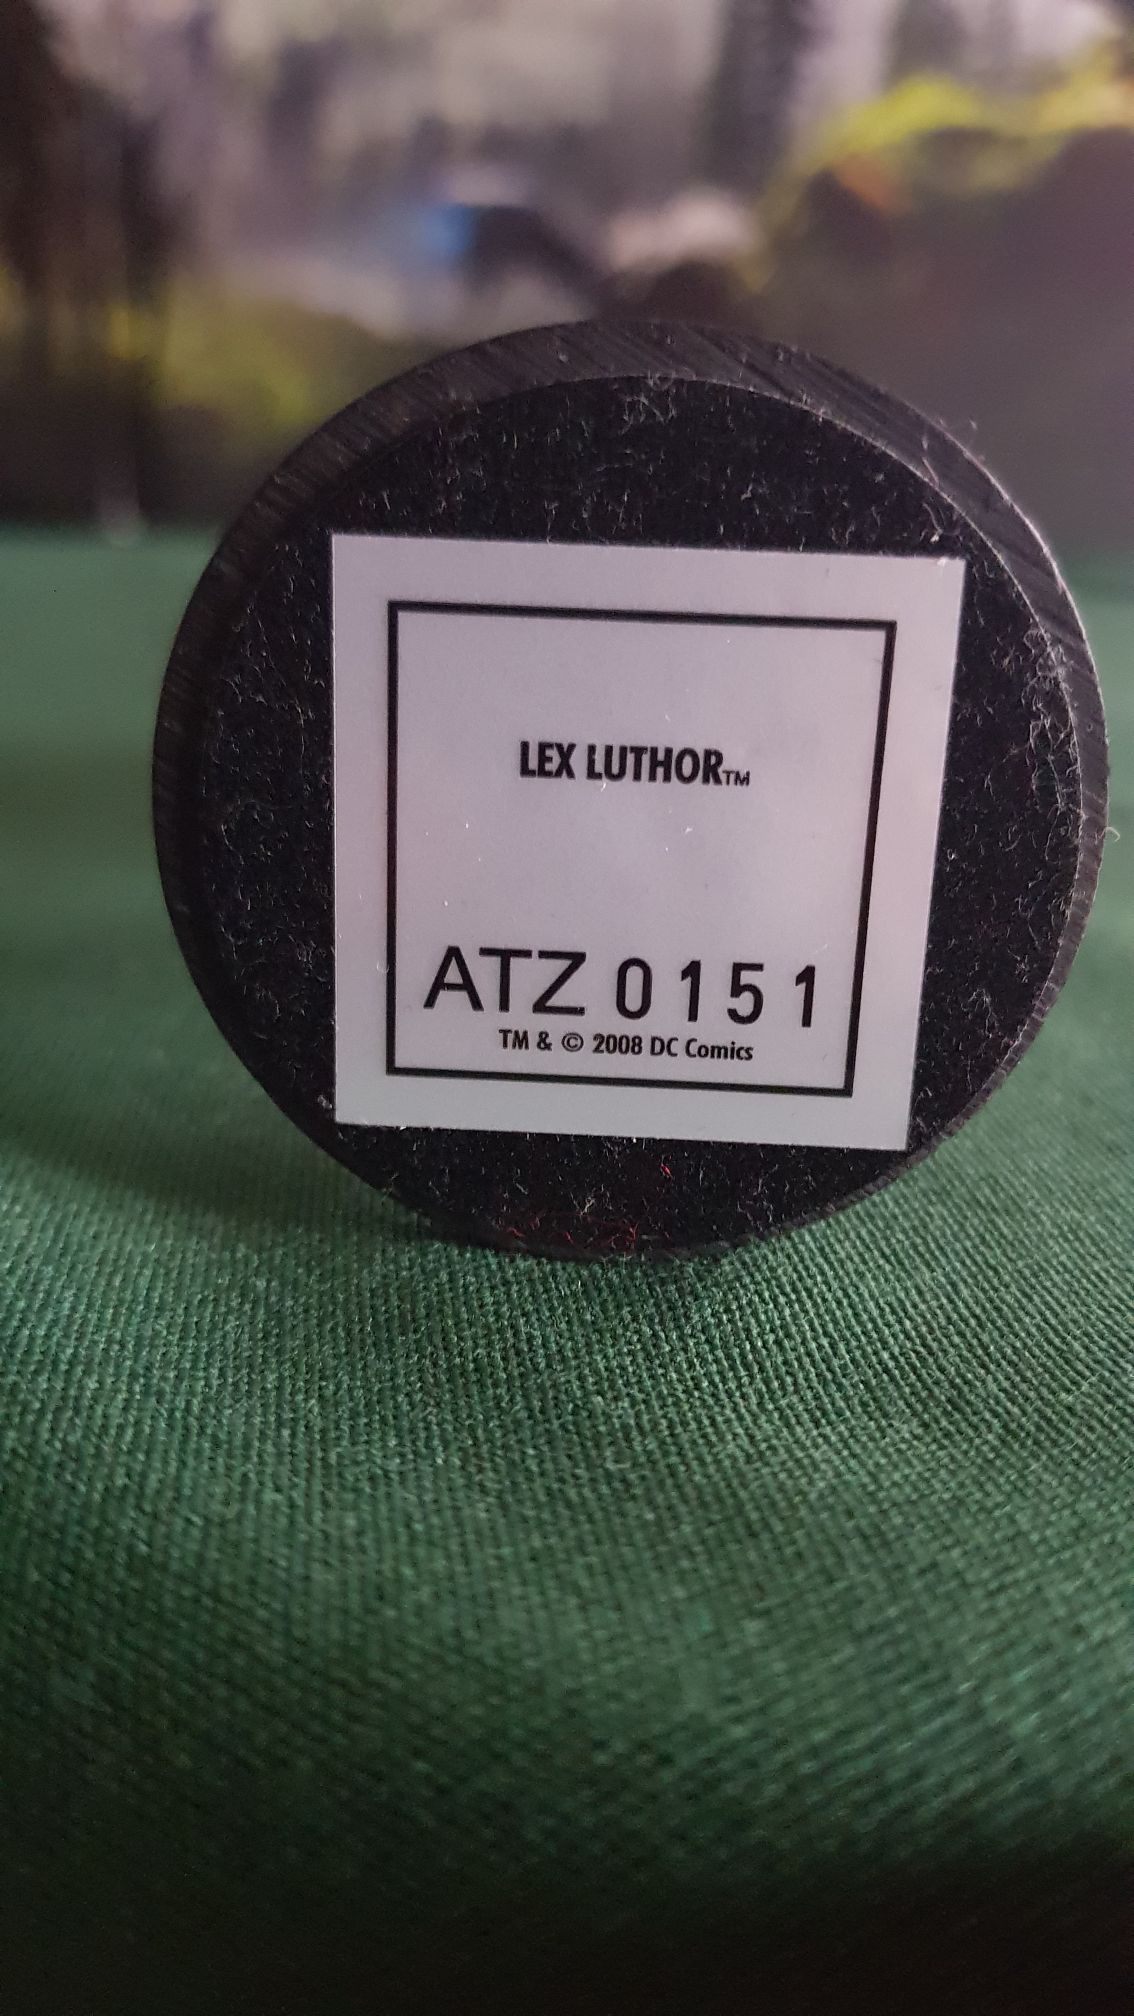 LEX LUTHOR™
ATZ 0151
TM & © 2008 DC Comics